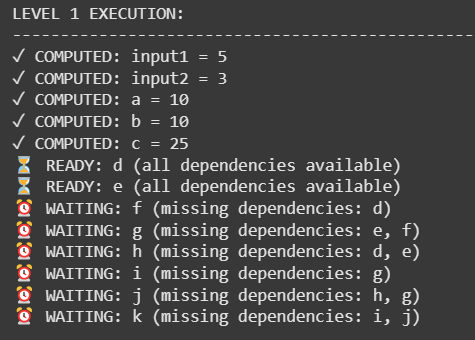 LEVEL 1 EXECUTION:
--------------------------------------------------
✓ COMPUTED: input1 = 5
✓ COMPUTED: input2 = 3
✓ COMPUTED: a = 10
✓ COMPUTED: b = 10
✓ COMPUTED: c = 25
⏳ READY: d (all dependencies available)
⏳ READY: e (all dependencies available)
⏰ WAITING: f (missing dependencies: d)
⏰ WAITING: g (missing dependencies: e, f)
⏰ WAITING: h (missing dependencies: d, e)
⏰ WAITING: i (missing dependencies: g)
⏰ WAITING: j (missing dependencies: h, g)
⏰ WAITING: k (missing dependencies: i, j)